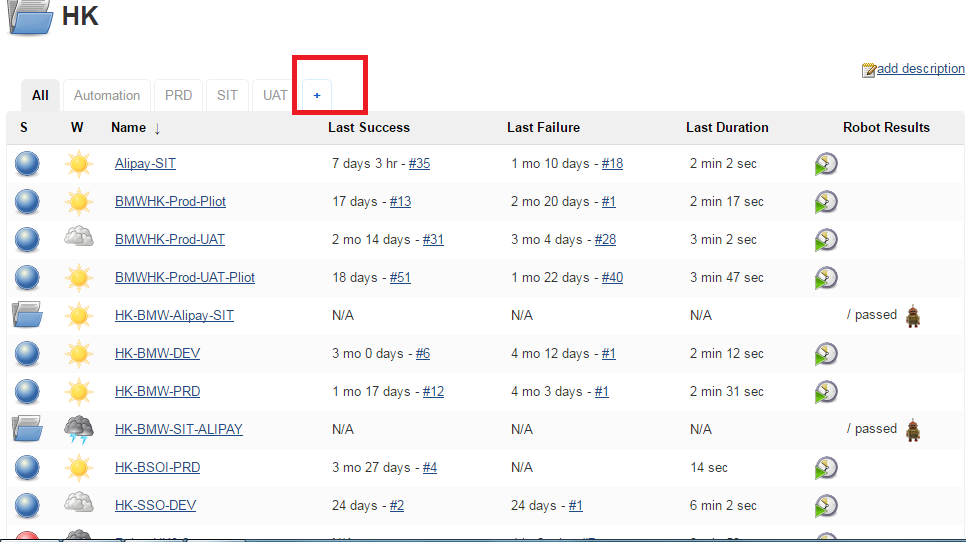 HK
add description
All Automation PRD SIT UAT +
S W Name ↓ Last Success Last Failure Last Duration Robot Results
Alipay-SIT 7 days 3 hr - #35 1 mo 10 days - #18 2 min 2 sec
BMWHK-Prod-Pliot 17 days - #13 2 mo 20 days - #1 2 min 17 sec
BMWHK-Prod-UAT 2 mo 14 days - #31 3 mo 4 days - #28 3 min 2 sec
BMWHK-Prod-UAT-Pliot 18 days - #51 1 mo 22 days - #40 3 min 47 sec
HK-BMW-Alipay-SIT N/A N/A N/A / passed
HK-BMW-DEV 3 mo 0 days - #6 4 mo 12 days - #1 2 min 12 sec
HK-BMW-PRD 1 mo 17 days - #12 4 mo 3 days - #1 2 min 31 sec
HK-BMW-SIT-ALIPAY N/A N/A N/A / passed
HK-BSOI-PRD 3 mo 27 days - #4 N/A 14 sec
HK-SSO-DEV 24 days - #2 24 days - #1 6 min 2 sec